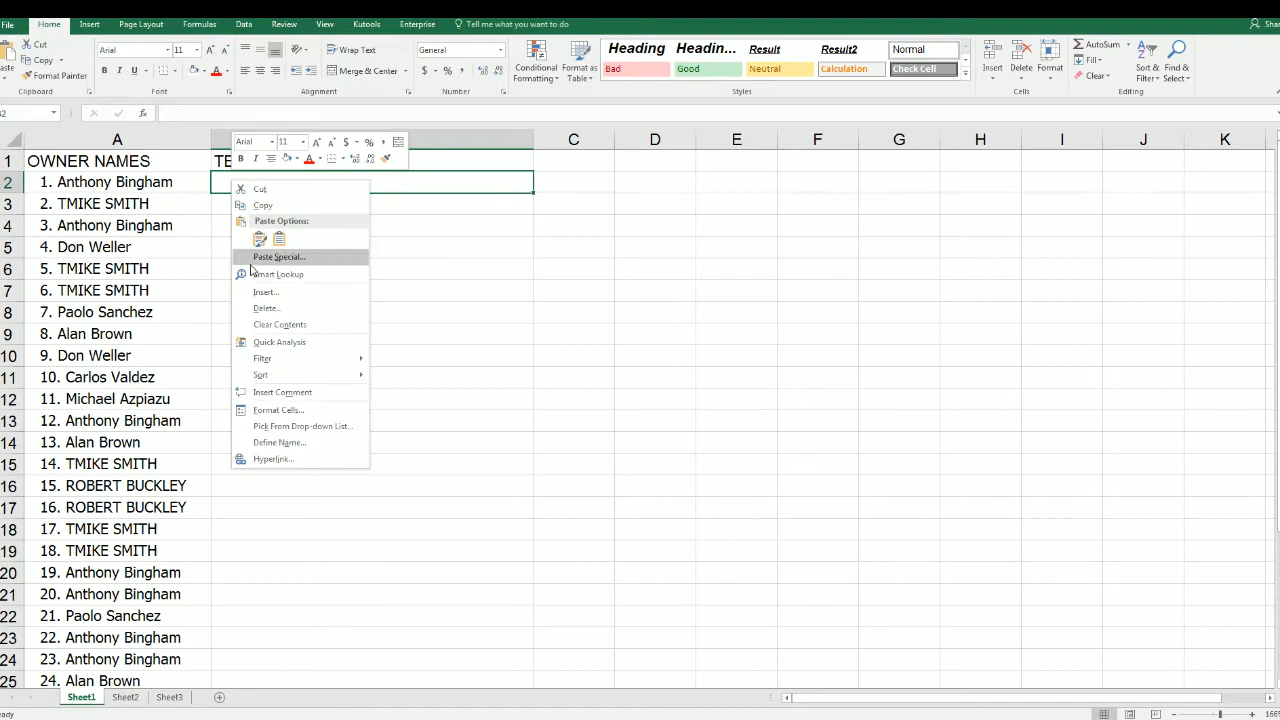 File Home Insert Page Layout Formulas Data Review View Kutools Enterprise Tell me what you want to do
Cut
Copy
Format Painter
Clipboard
Arial 11
B I U
Font
Wrap Text
Merge & Center
Alignment
General
$ % ,
Number
Conditional Formatting
Format as Table
Heading Headin... Result Result2 Normal
Bad Good Neutral Calculation Check Cell
Styles
Insert Delete Format
Cells
AutoSum
Fill
Clear
Sort & Filter
Find & Select
Editing
fx
A C D E F G H I J K
Arial 11 $ % ,
B I
1 OWNER NAMES
2 1. Anthony Bingham
3 2. TMIKE SMITH
4 3. Anthony Bingham
5 4. Don Weller
6 5. TMIKE SMITH
7 6. TMIKE SMITH
8 7. Paolo Sanchez
9 8. Alan Brown
10 9. Don Weller
11 10. Carlos Valdez
12 11. Michael Azpiazu
13 12. Anthony Bingham
14 13. Alan Brown
15 14. TMIKE SMITH
16 15. ROBERT BUCKLEY
17 16. ROBERT BUCKLEY
18 17. TMIKE SMITH
19 18. TMIKE SMITH
20 19. Anthony Bingham
21 20. Anthony Bingham
22 21. Paolo Sanchez
23 22. Anthony Bingham
24 23. Anthony Bingham
25 24. Alan Brown
Cut
Copy
Paste Options:
Paste Special...
Smart Lookup
Insert...
Delete...
Clear Contents
Quick Analysis
Filter
Sort
Insert Comment
Format Cells...
Pick From Drop-down List...
Define Name...
Hyperlink...
Sheet1 Sheet2 Sheet3